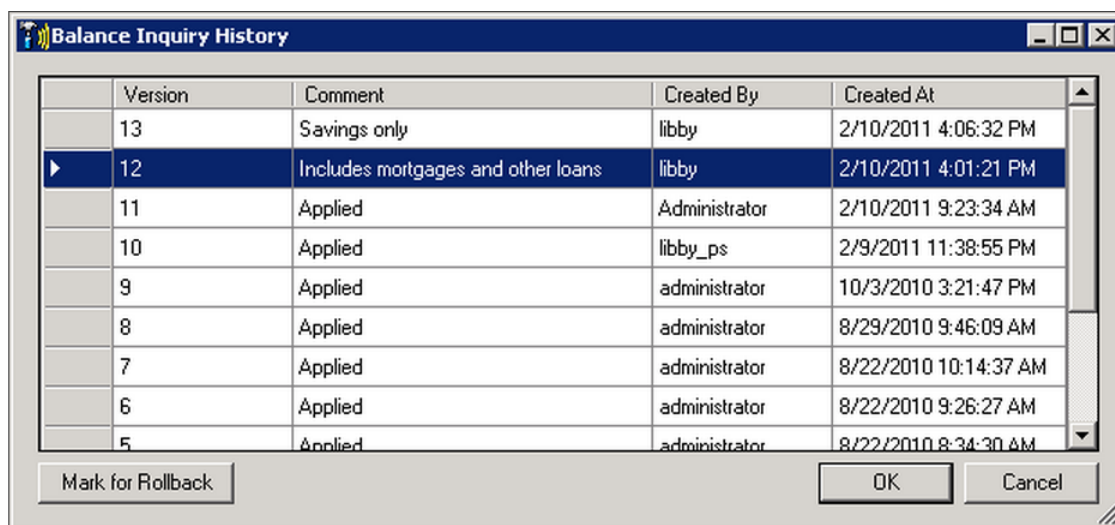 Balance Inquiry History
Version Comment Created By Created At
13 Savings only libby 2/10/2011 4:06:32 PM
12 Includes mortgages and other loans libby 2/10/2011 4:01:21 PM
11 Applied Administrator 2/10/2011 9:23:34 AM
10 Applied libby_ps 2/9/2011 11:38:55 PM
9 Applied administrator 10/3/2010 3:21:47 PM
8 Applied administrator 8/29/2010 9:46:09 AM
7 Applied administrator 8/22/2010 10:14:37 AM
6 Applied administrator 8/22/2010 9:26:27 AM
5 Applied administrator 8/22/2010 8:34:30 AM
Mark for Rollback OK Cancel